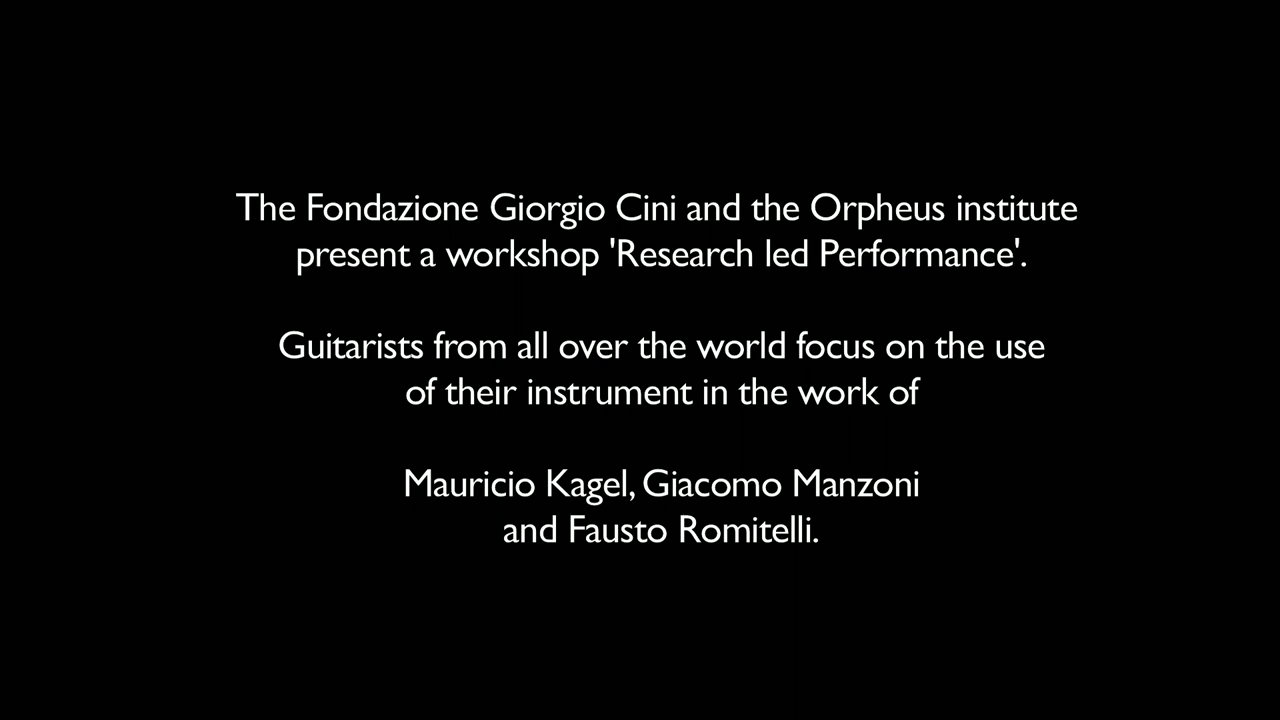 The Fondazione Giorgio Cini and the Orpheus institute
present a workshop 'Research led Performance'.
Guitarists from all over the world focus on the use
of their instrument in the work of
Mauricio Kagel, Giacomo Manzoni
and Fausto Romitelli.